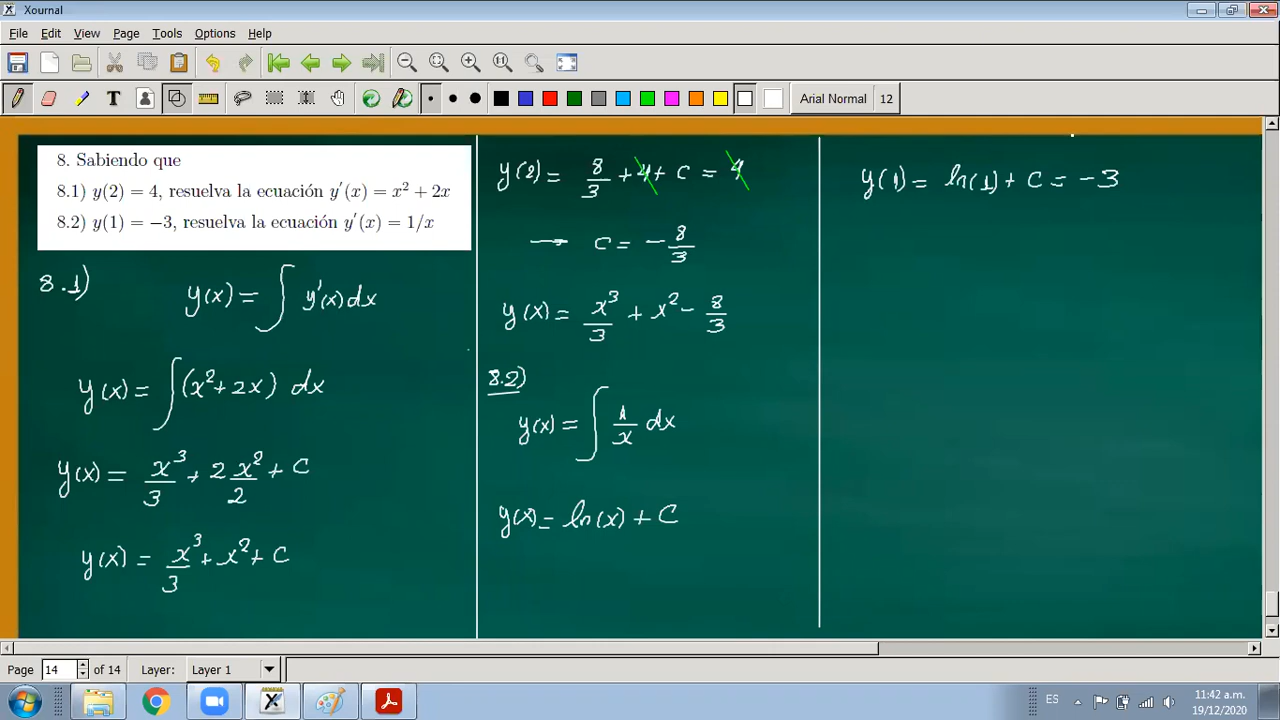 Xournal
File Edit View Page Tools Options Help
Arial Normal 12
8. Sabiendo que
8.1) y(2) = 4, resuelva la ecuación y′(x) = x² + 2x
8.2) y(1) = −3, resuelva la ecuación y′(x) = 1/x
8.1) y(x) = ∫ y'(x) dx
y(x) = ∫(x²+2x) dx
y(x) = x³/3 + 2x²/2 + C
y(x) = x³/3 + x² + C
y(2) = 8/3 + 4 + C = 4
→ C = −8/3
y(x) = x³/3 + x² − 8/3
8.2)
y(x) = ∫ 1/x dx
y(x) = ln(x) + C
y(1) = ln(1) + C = −3
Page 14 of 14 Layer: Layer 1
ES 11:42 a.m.
19/12/2020